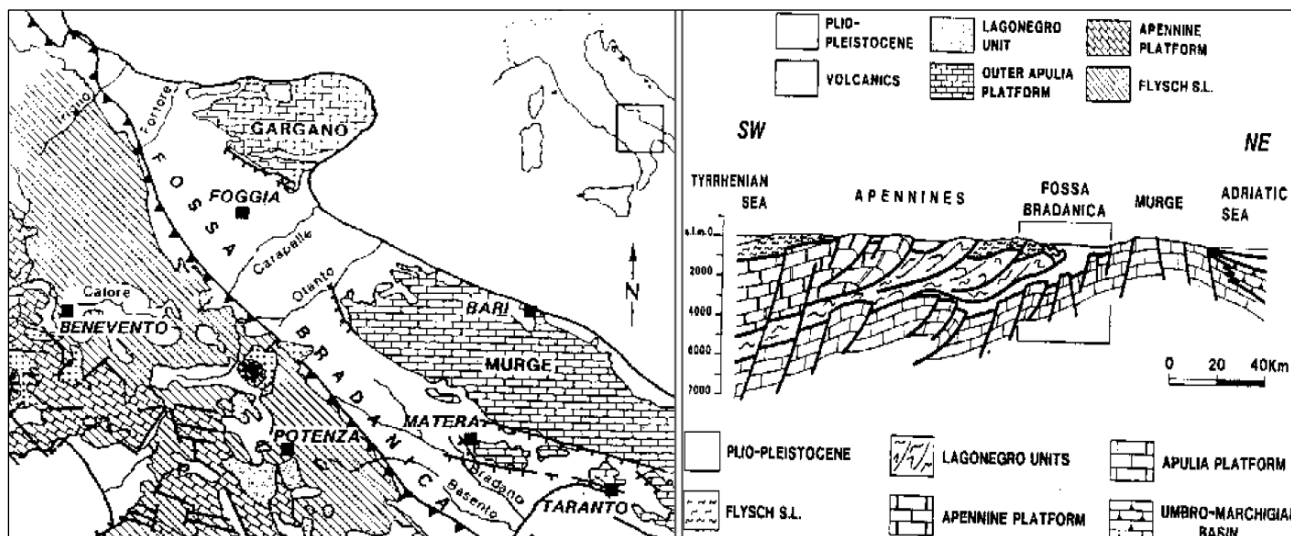 Fortore
GARGANO
FOSSA
FOGGIA
Carapelle
Ofanto
N
Calore
BENEVENTO
BARI
BRADANICA
MURGE
MATERA
POTENZA
Bradano
Basento
TARANTO
PLIO-
PLEISTOCENE
LAGONEGRO
UNIT
APENNINE
PLATFORM
VOLCANICS
OUTER APULIA
PLATFORM
FLYSCH S.L.
SW
NE
TYRRHENIAN
SEA
APENNINES
FOSSA
BRADANICA
MURGE
ADRIATIC
SEA
2000
4000
6000
7000
0 20 40Km
PLIO-PLEISTOCENE
LAGONEGRO UNITS
APULIA PLATFORM
FLYSCH S.L.
APENNINE PLATFORM
UMBRO-MARCHIGIAN
BASIN